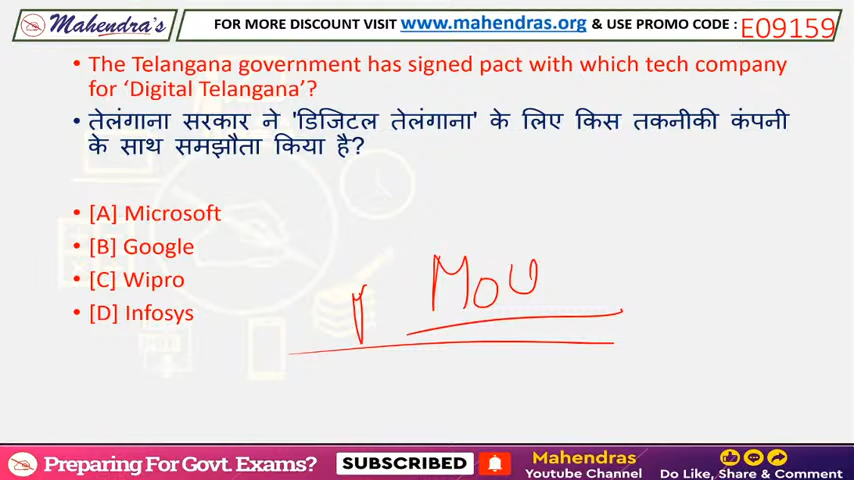 Mahendra's
FOR MORE DISCOUNT VISIT www.mahendras.org & USE PROMO CODE : E09159
• The Telangana government has signed pact with which tech company
for ‘Digital Telangana’?
• तेलंगाना सरकार ने 'डिजिटल तेलंगाना' के लिए किस तकनीकी कंपनी
के साथ समझौता किया है?
• [A] Microsoft
• [B] Google
• [C] Wipro
• [D] Infosys
MoU
Preparing For Govt. Exams?
SUBSCRIBED
Mahendras
Youtube Channel
Do Like, Share & Comment